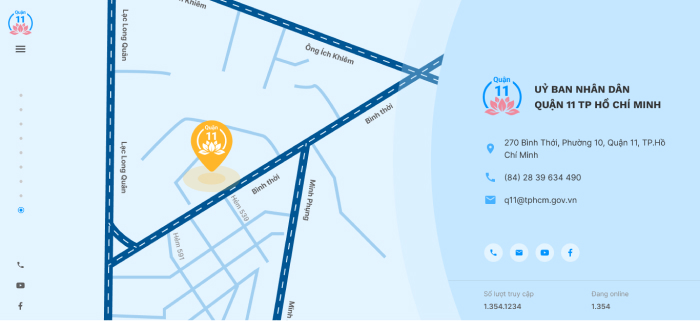 Quận
11
Lạc Long Quân
Khiêm
Ông Ích Khiêm
Bình thới
Quận
11
Lạc Long Quân
Bình thới
Minh Phụng
Hẻm 539
Hẻm 591
Minh
Quận
11
UỶ BAN NHÂN DÂN
QUẬN 11 TP HỒ CHÍ MINH
270 Bình Thới, Phường 10, Quận 11, TP.Hồ
Chí Minh
(84) 28 39 634 490
q11@tphcm.gov.vn
Số lượt truy cập
1.354.1234
Đang online
1.354